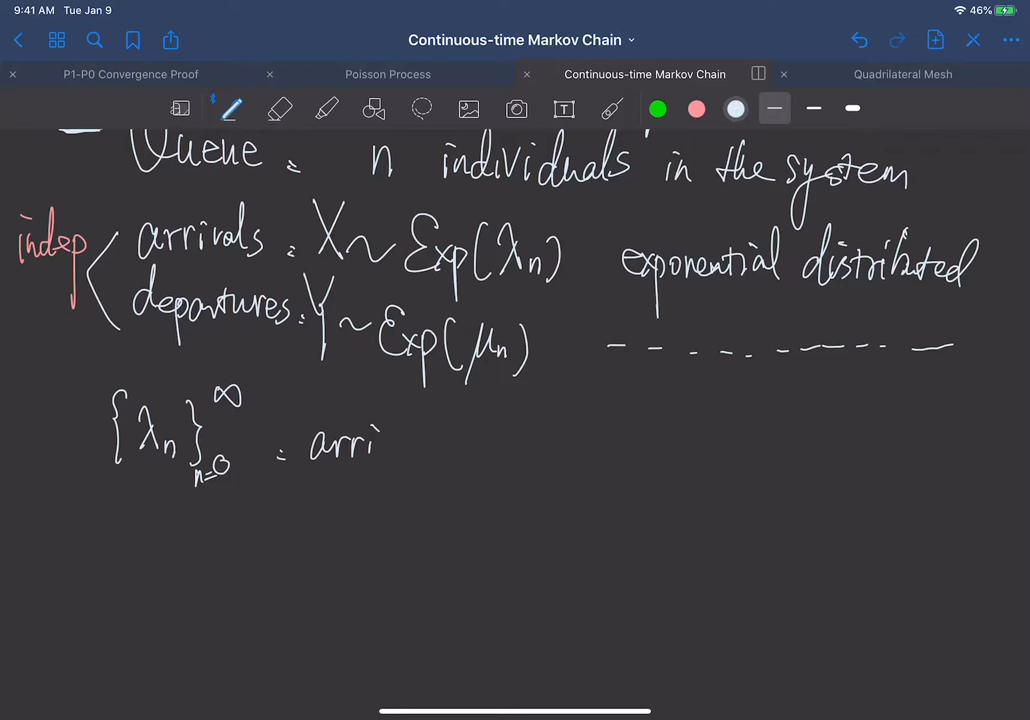 9:41 AM Tue Jan 9
46%
Continuous-time Markov Chain
P1-P0 Convergence Proof
Poisson Process
Continuous-time Markov Chain
Quadrilateral Mesh
Queue : n individuals in the system
indep
arrivals : X ~ Exp(λn) exponential distributed
departures : Y ~ Exp(μn)
{λn}∞n=0 : arri